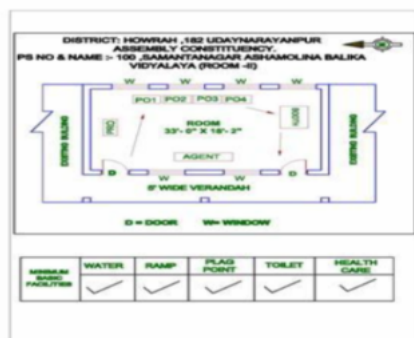 DISTRICT: HOWRAH ,182 UDAYNARAYANPUR
ASSEMBLY CONSTITUENCY.
PS NO & NAME :- 100 ,SAMANTANAGAR ASHAMOLINA BALIKA
VIDYALAYA (ROOM -II)
W W W
PO1 PO2 PO3 PO4
EXISTING BUILDING
EXISTING BUILDING
ROOM
33'- 6" X 18'- 2"
AGENT
D W W D
8' WIDE VERANDAH
D = DOOR W= WINDOW
MINIMUM
BASIC
FACILITIES
WATER
RAMP
PLAG
POINT
TOILET
HEALTH
CARE